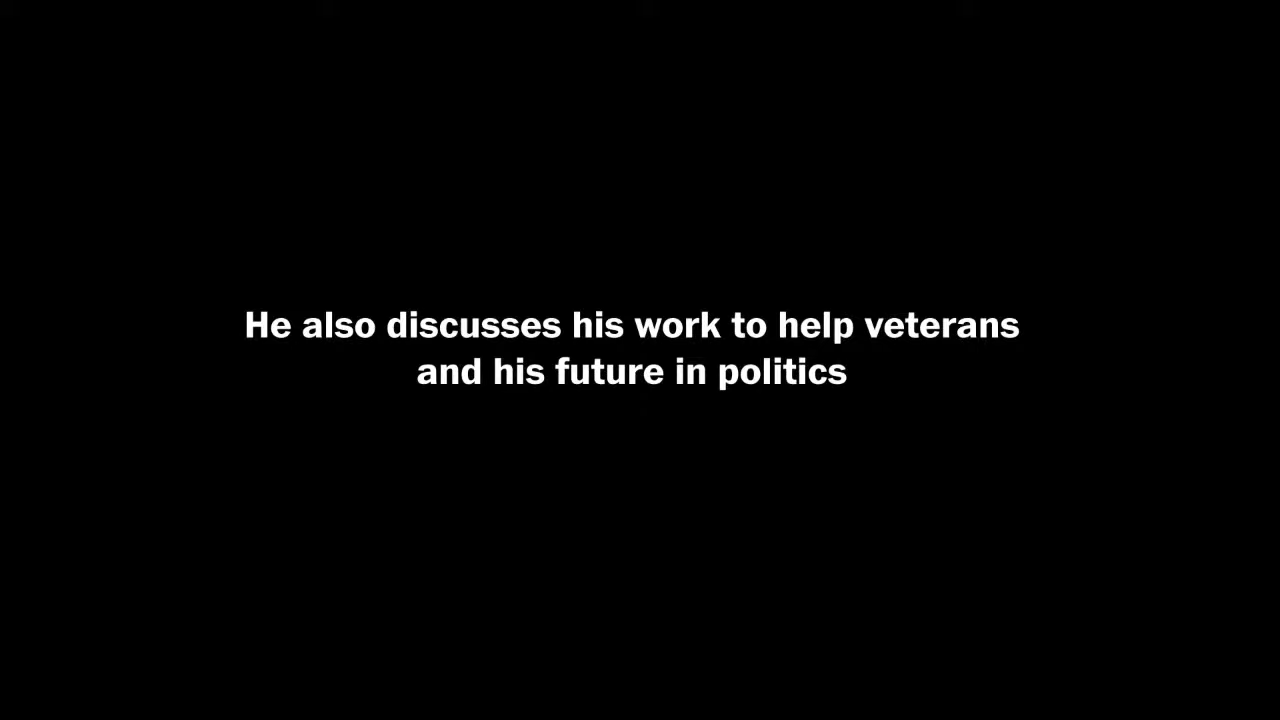 He also discusses his work to help veterans
and his future in politics